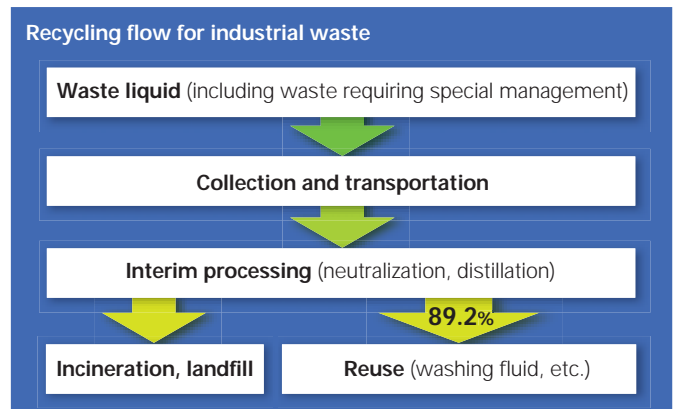 Recycling flow for industrial waste
Waste liquid (including waste requiring special management)
Collection and transportation
Interim processing (neutralization, distillation)
89.2%
Incineration, landfill
Reuse (washing fluid, etc.)